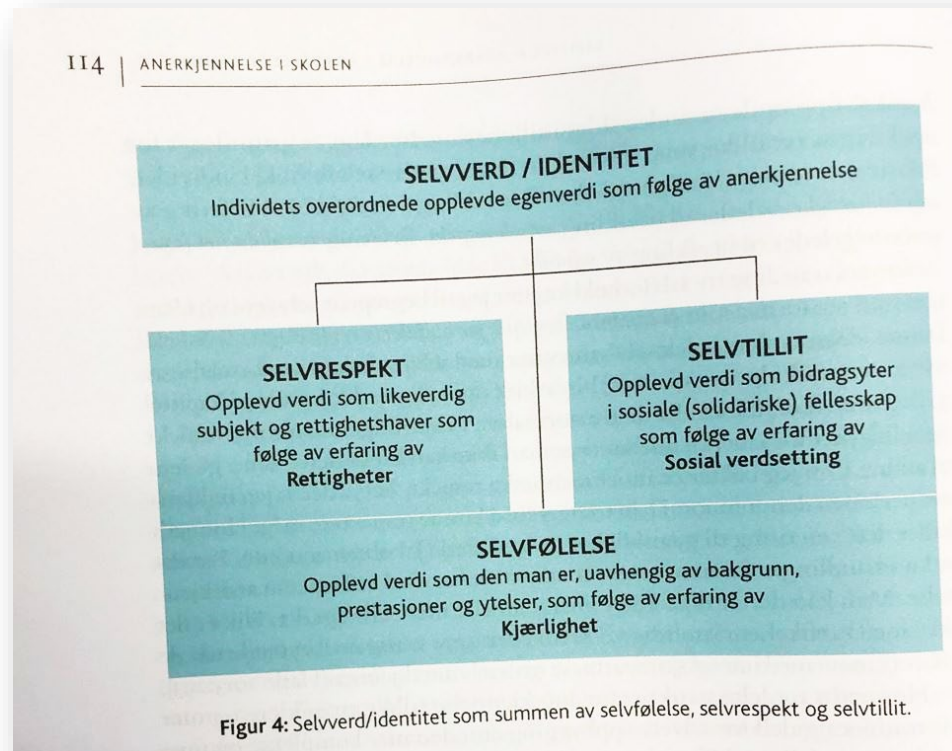 114 | ANERKJENNELSE I SKOLEN
SELVVERD / IDENTITET
Individets overordnede opplevde egenverdi som følge av anerkjennelse
SELVRESPEKT
Opplevd verdi som likeverdig
subjekt og rettighetshaver som
følge av erfaring av
Rettigheter
SELVTILLIT
Opplevd verdi som bidragsyter
i sosiale (solidariske) fellesskap
som følge av erfaring av
Sosial verdsetting
SELVFØLELSE
Opplevd verdi som den man er, uavhengig av bakgrunn,
prestasjoner og ytelser, som følge av erfaring av
Kjærlighet
Figur 4: Selvverd/identitet som summen av selvfølelse, selvrespekt og selvtillit.